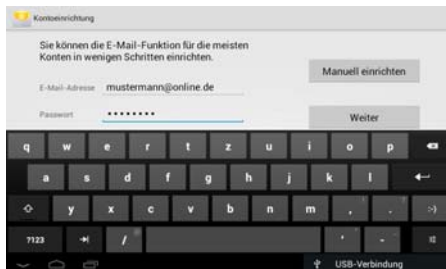 Kontoeinrichtung
Sie können die E-Mail-Funktion für die meisten
Konten in wenigen Schritten einrichten.
Manuell einrichten
E-Mail-Adresse mustermann@online.de
Passwort ••••••••
Weiter
q w e r t z u i o p
a s d f g h j k l
y x c v b n m , .
:-)
?123 / ' -
USB-Verbindung